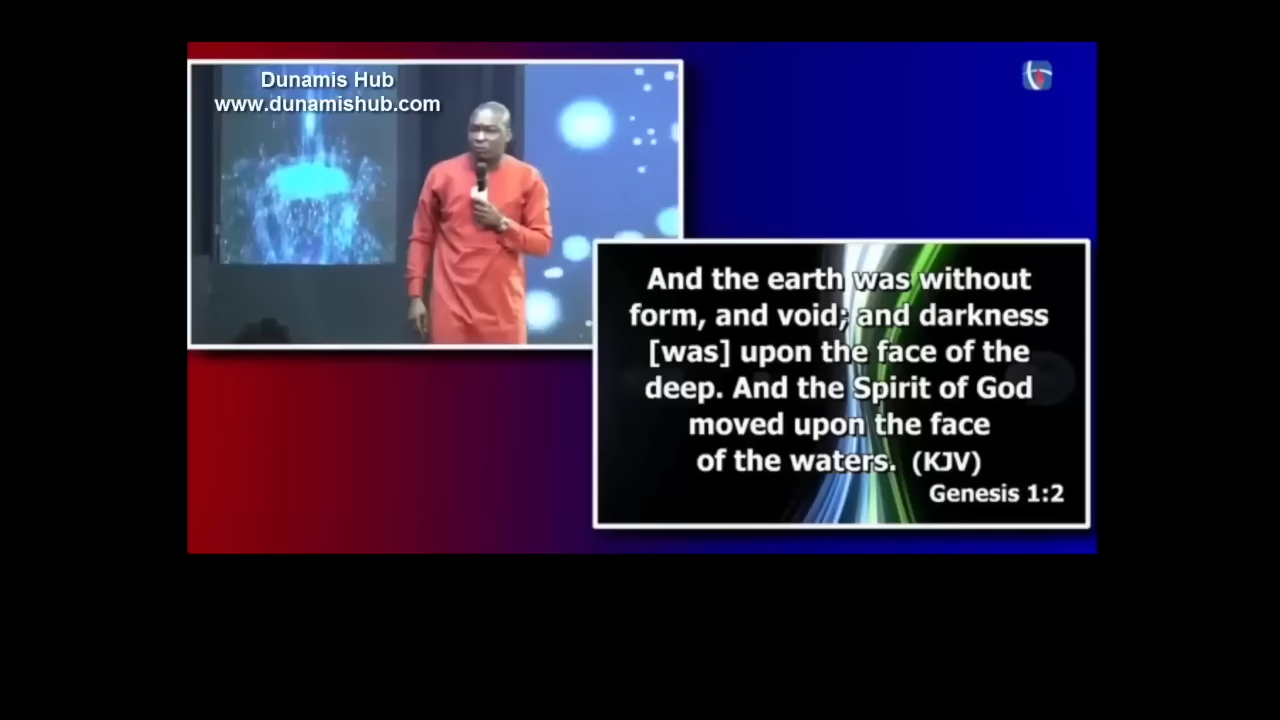 Dunamis Hub
www.dunamishub.com
And the earth was without
form, and void; and darkness
[was] upon the face of the
deep. And the Spirit of God
moved upon the face
of the waters. (KJV)
Genesis 1:2